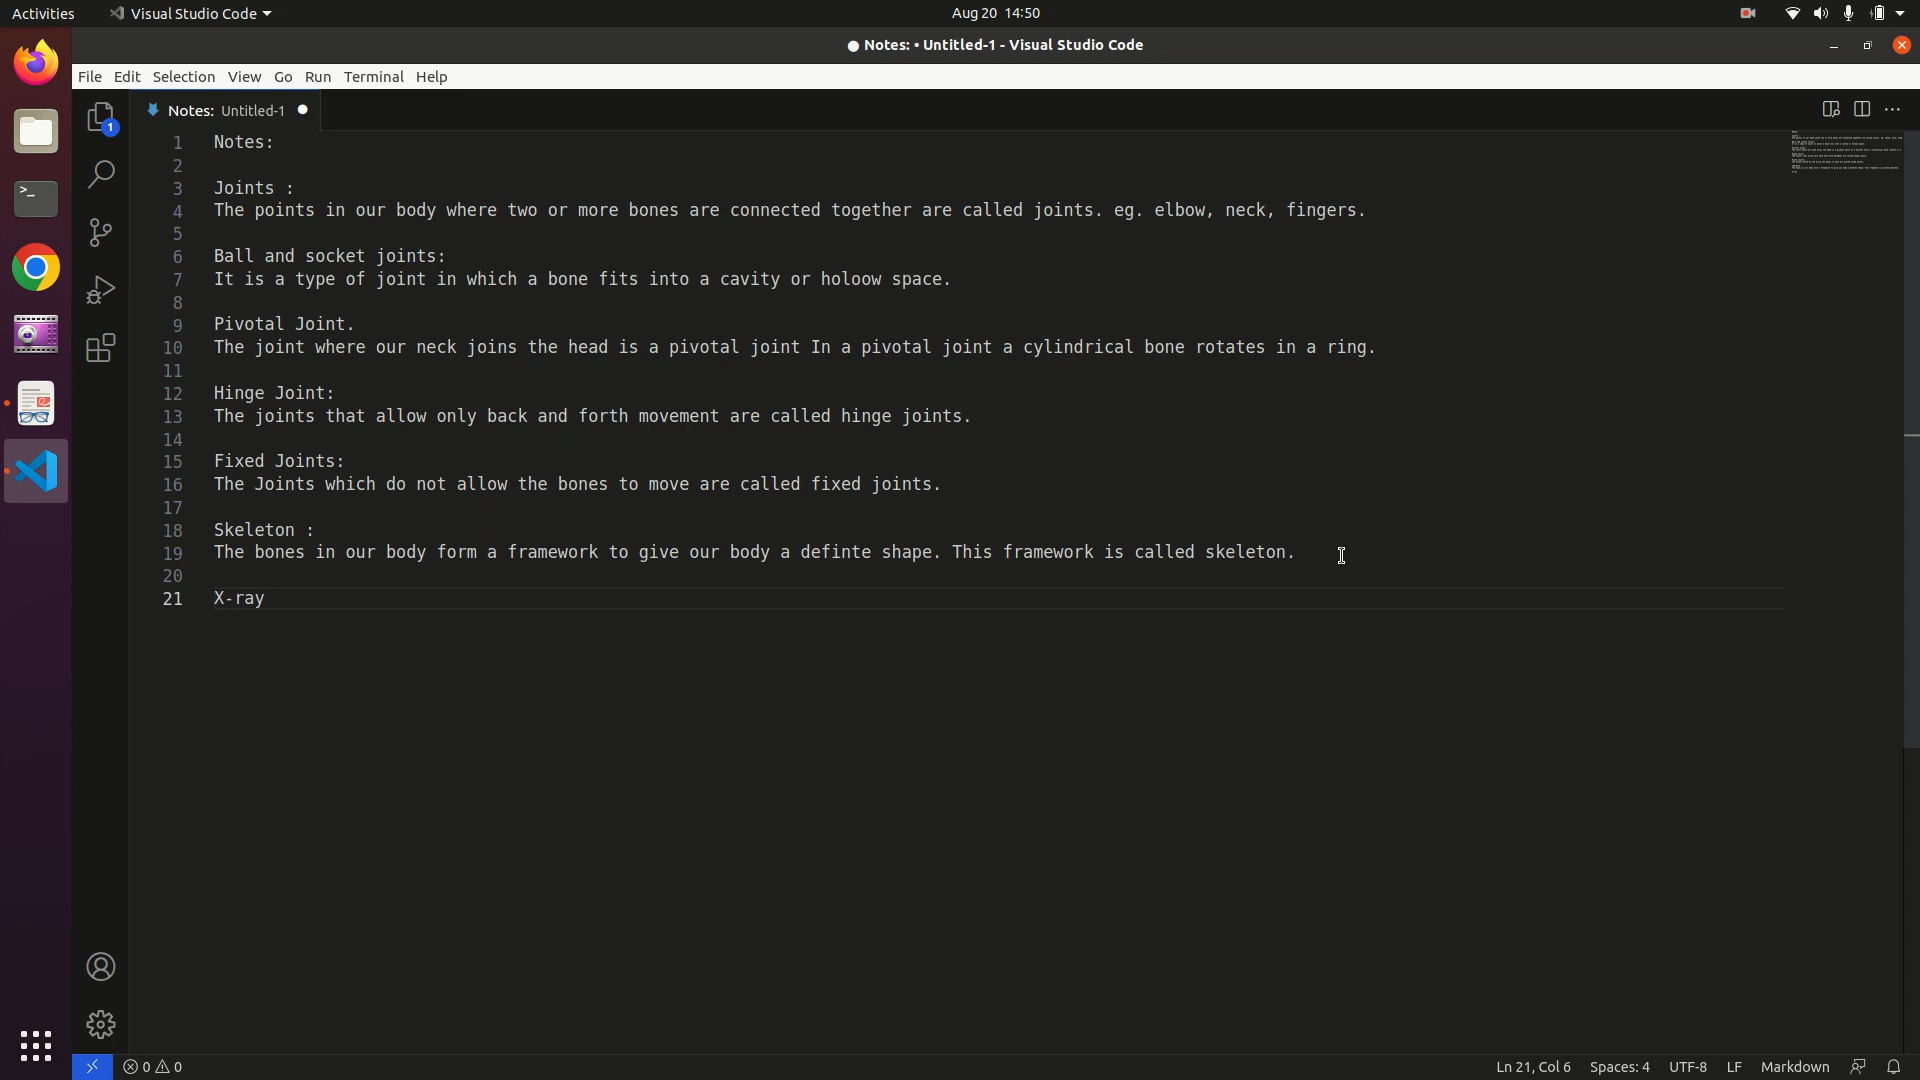 Activities Visual Studio Code Aug 20 14:50
● Notes: • Untitled-1 - Visual Studio Code
File Edit Selection View Go Run Terminal Help
1 Notes: Untitled-1
1 Notes:
2
3 Joints :
4 The points in our body where two or more bones are connected together are called joints. eg. elbow, neck, fingers.
5
6 Ball and socket joints:
7 It is a type of joint in which a bone fits into a cavity or holoow space.
8
9 Pivotal Joint.
10 The joint where our neck joins the head is a pivotal joint In a pivotal joint a cylindrical bone rotates in a ring.
11
12 Hinge Joint:
13 The joints that allow only back and forth movement are called hinge joints.
14
15 Fixed Joints:
16 The Joints which do not allow the bones to move are called fixed joints.
17
18 Skeleton :
19 The bones in our body form a framework to give our body a definte shape. This framework is called skeleton.
20
21 X-ray
0 0 Ln 21, Col 6 Spaces: 4 UTF-8 LF Markdown